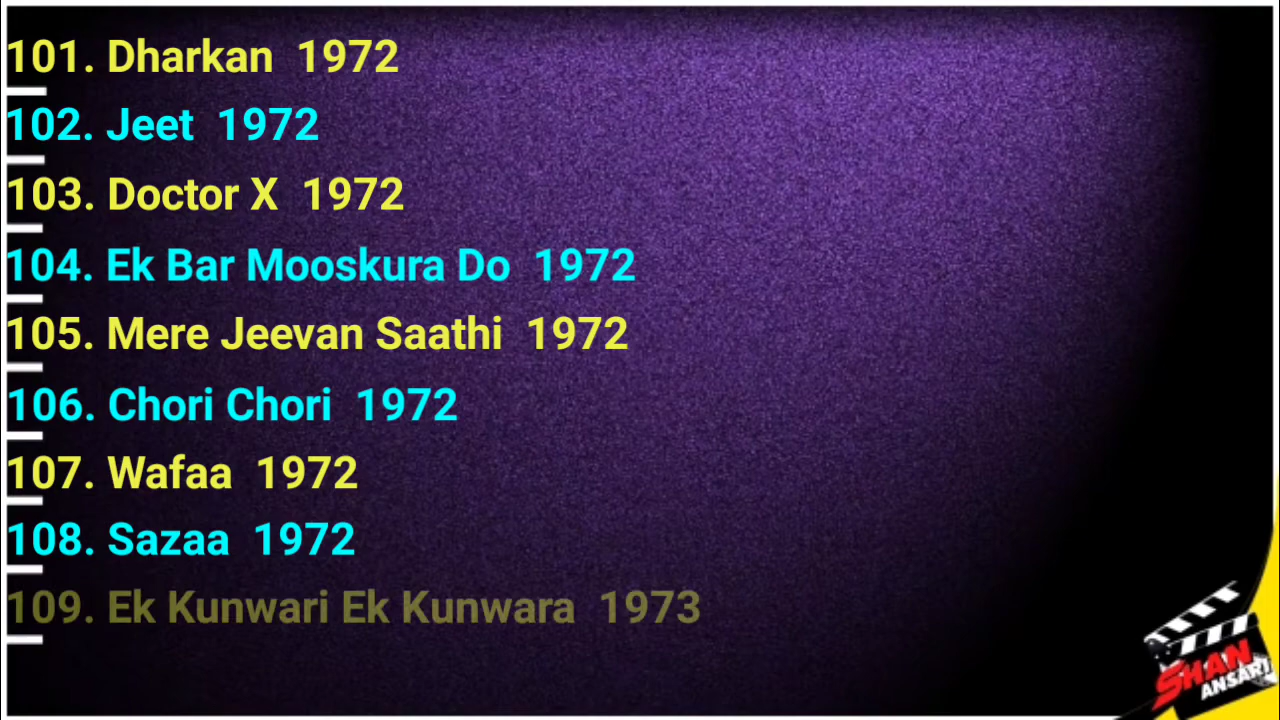 101. Dharkan 1972
102. Jeet 1972
103. Doctor X 1972
104. Ek Bar Mooskura Do 1972
105. Mere Jeevan Saathi 1972
106. Chori Chori 1972
107. Wafaa 1972
108. Sazaa 1972
109. Ek Kunwari Ek Kunwara 1973
SHAN
ANSARI